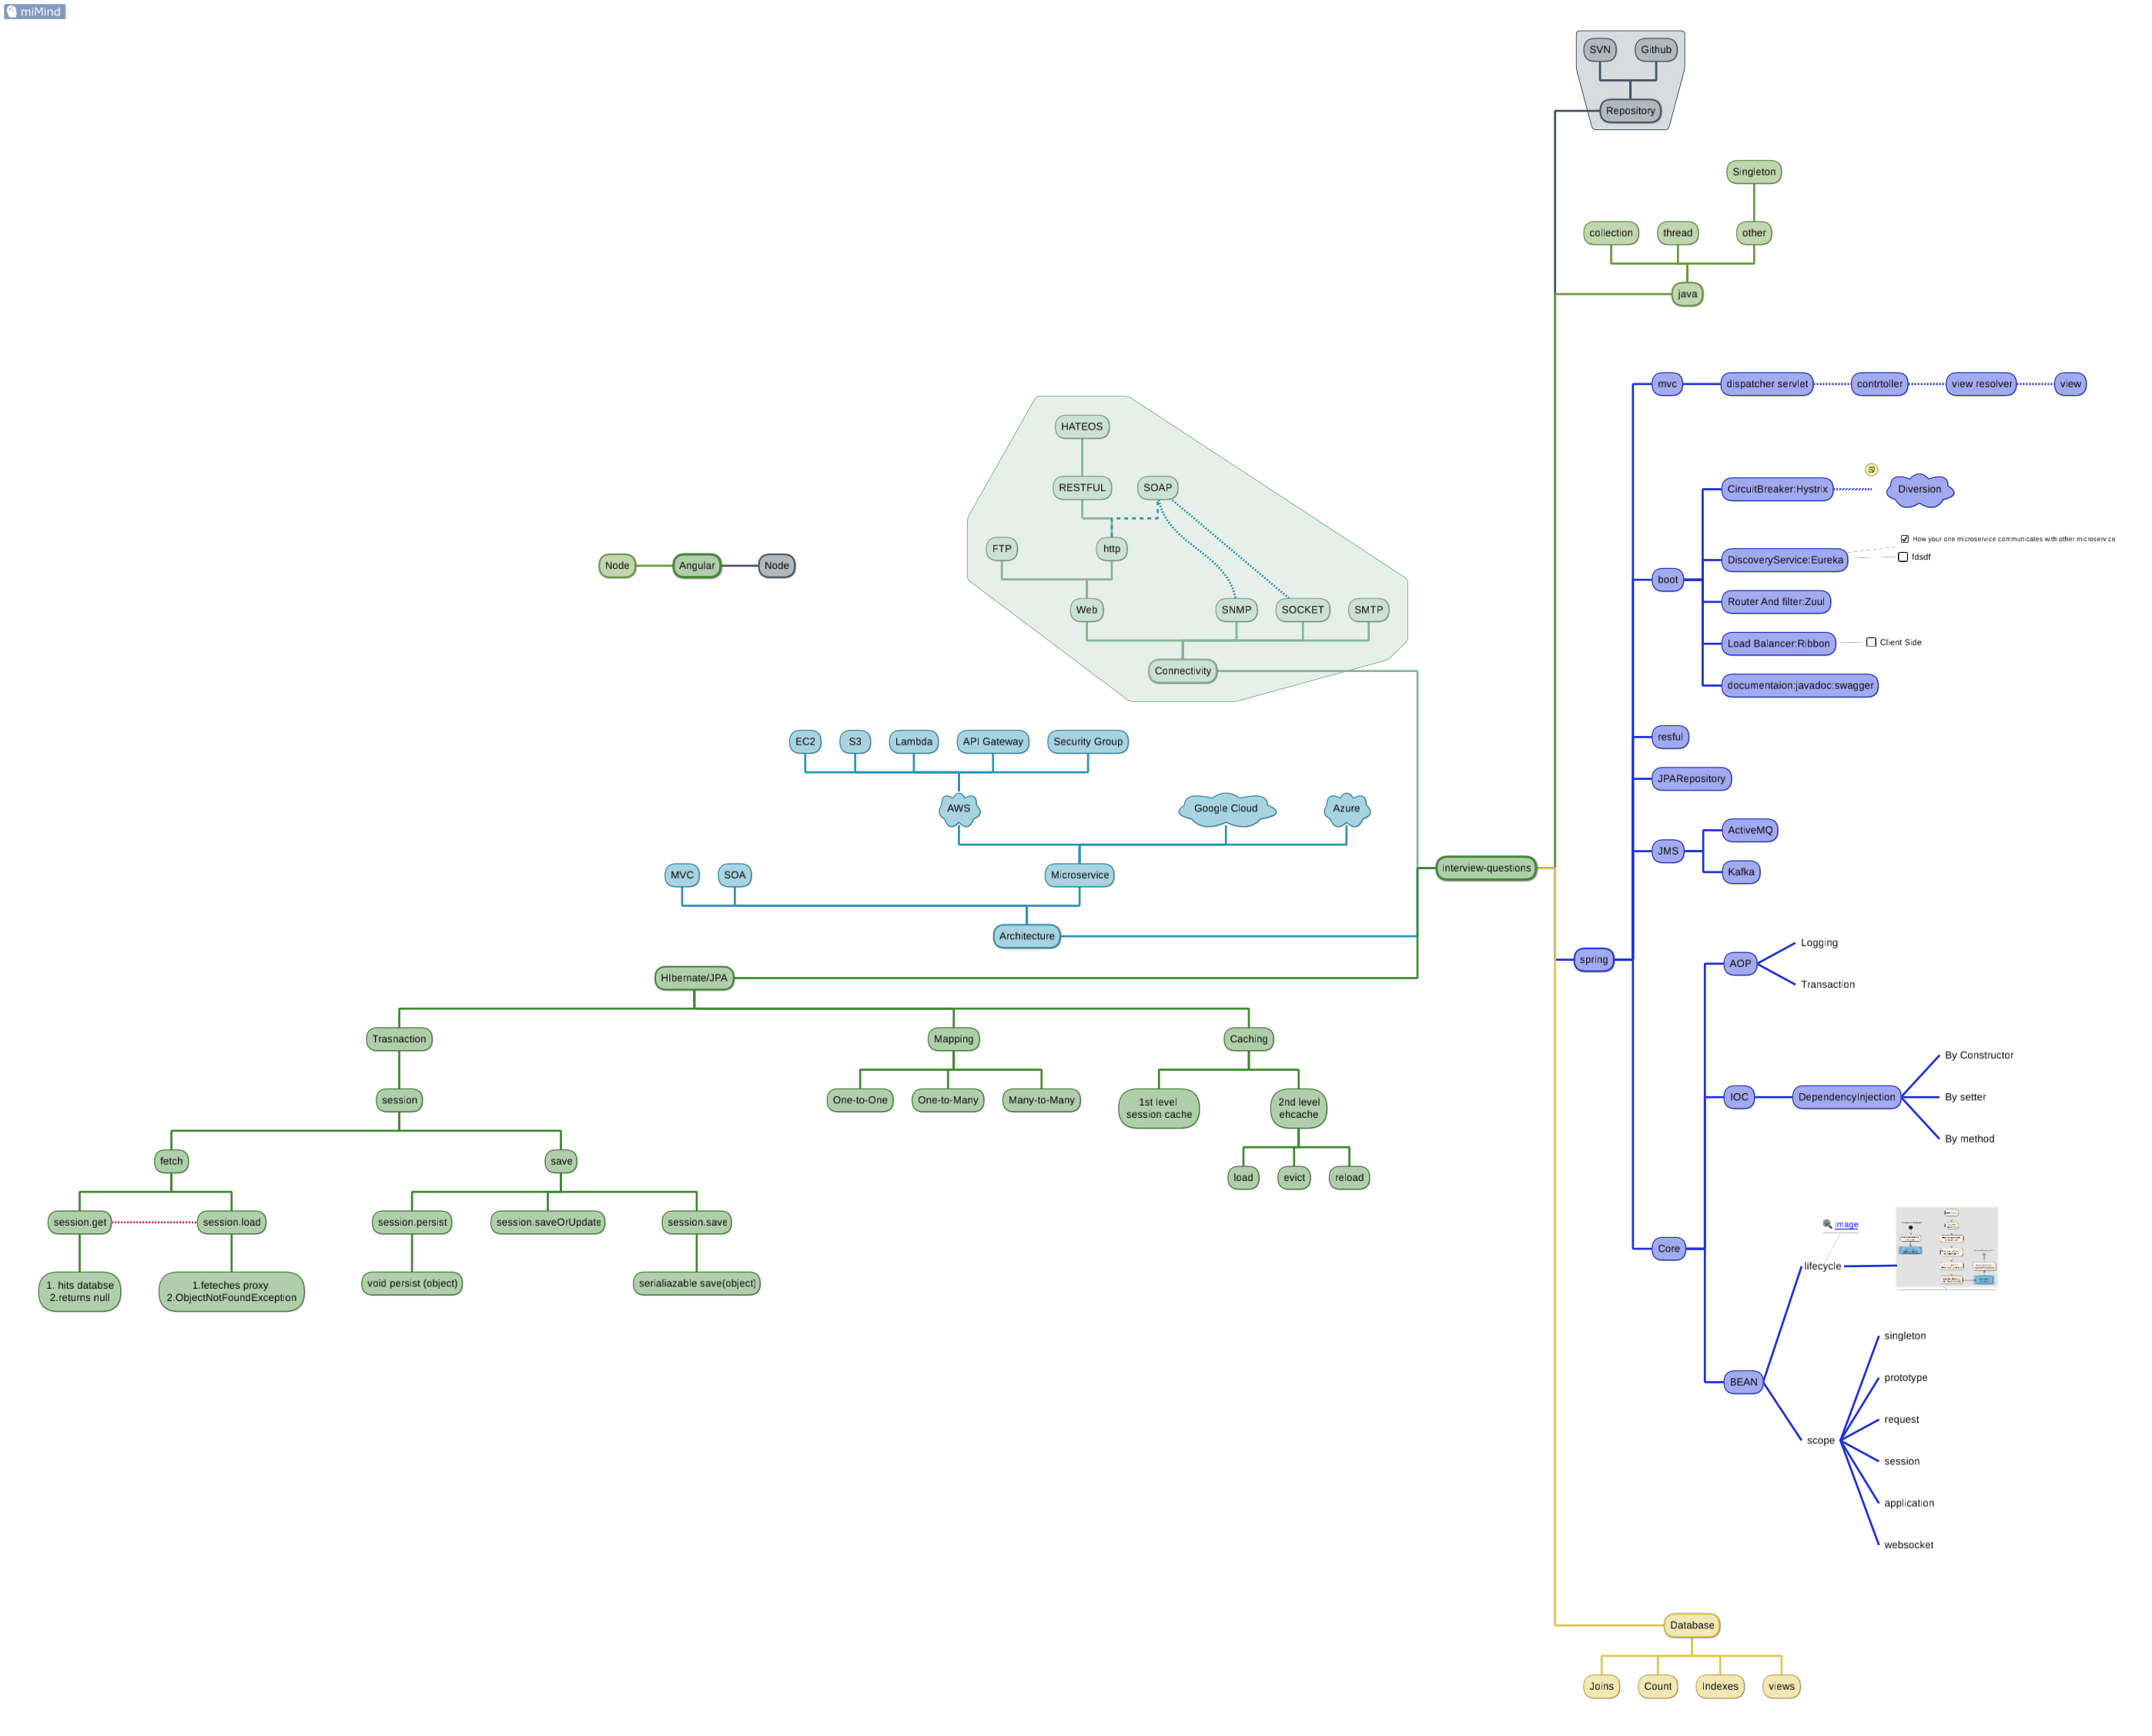 miMind
SVN
Github
Repository
Singleton
collection
thread
other
java
mvc
dispatcher servlet
contrtoller
view resolver
view
HATEOS
RESTFUL
SOAP
FTP
http
Web
SNMP
SOCKET
SMTP
Connectivity
Node
Angular
Node
CircuitBreaker:Hystrix
Diversion
DiscoveryService:Eureka
How your one microservice communicates with other microservice
fdsdf
boot
Router And filter:Zuul
Load Balancer:Ribbon
Client Side
documentaion:javadoc:swagger
EC2
S3
Lambda
API Gateway
Security Group
AWS
Google Cloud
Azure
MVC
SOA
Microservice
Architecture
interview-questions
resful
JPARepository
JMS
ActiveMQ
Kafka
spring
AOP
Logging
Transaction
HIbernate/JPA
Trasnaction
Mapping
Caching
session
One-to-One
One-to-Many
Many-to-Many
1st level
session cache
2nd level
ehcache
fetch
save
load
evict
reload
session.get
session.load
session.persist
session.saveOrUpdate
session.save
1. hits databse
2.returns null
1.feteches proxy
2.ObjectNotFoundException
void persist (object)
serialiazable save(object)
IOC
DependencyInjection
By Constructor
By setter
By method
Core
image
lifecycle
BEAN
scope
singleton
prototype
request
session
application
websocket
Database
Joins
Count
Indexes
views